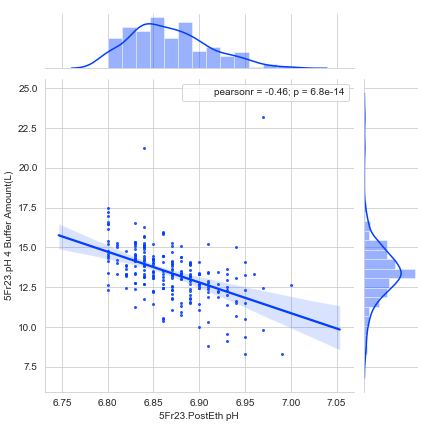 pearsonr = -0.46; p = 6.8e-14
25.0
22.5
20.0
17.5
15.0
12.5
10.0
7.5
5Fr23.pH 4 Buffer Amount(L)
6.75 6.80 6.85 6.90 6.95 7.00 7.05
5Fr23.PostEth pH